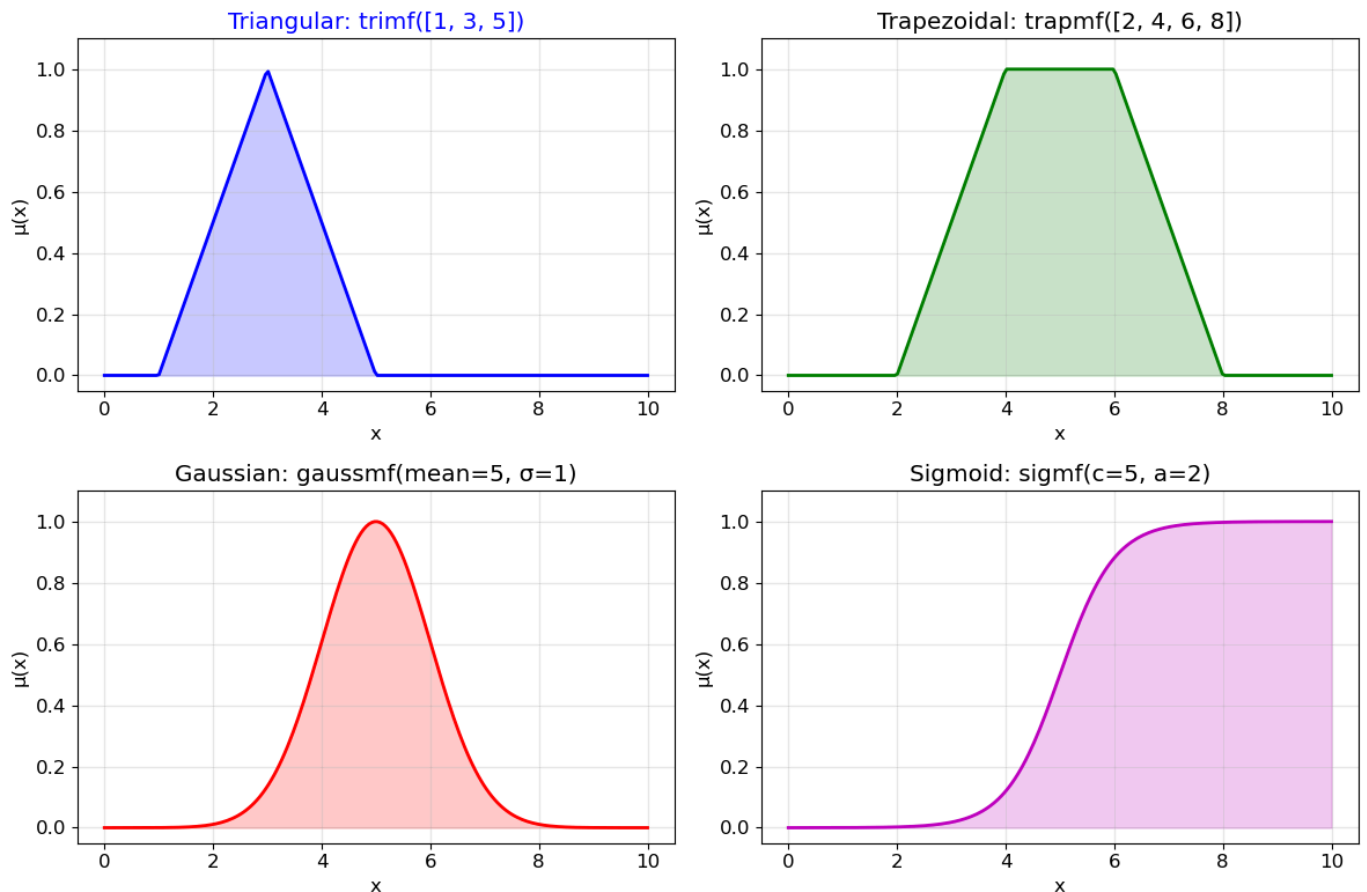 Triangular: trimf([1, 3, 5])
1.0
0.8
0.6
0.4
0.2
0.0
μ(x)
0 2 4 6 8 10
x
Trapezoidal: trapmf([2, 4, 6, 8])
1.0
0.8
0.6
0.4
0.2
0.0
μ(x)
0 2 4 6 8 10
x
Gaussian: gaussmf(mean=5, σ=1)
1.0
0.8
0.6
0.4
0.2
0.0
μ(x)
0 2 4 6 8 10
x
Sigmoid: sigmf(c=5, a=2)
1.0
0.8
0.6
0.4
0.2
0.0
μ(x)
0 2 4 6 8 10
x